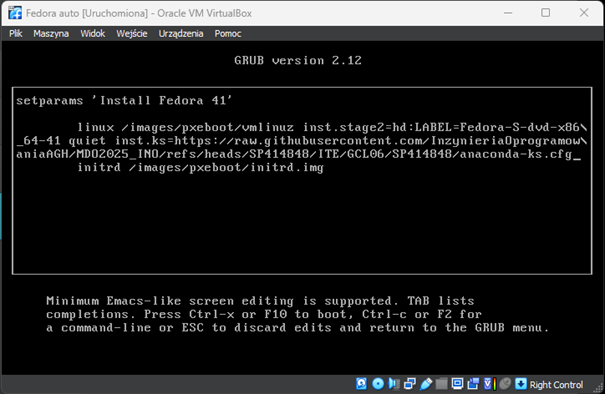 Fedora auto [Uruchomiona] - Oracle VM VirtualBox
Plik Maszyna Widok Wejście Urządzenia Pomoc
GRUB version 2.12
setparams 'Install Fedora 41'
linux /images/pxeboot/vmlinuz inst.stage2=hd:LABEL=Fedora-S-dvd-x86\
_64-41 quiet inst.ks=https://raw.githubusercontent.com/InzynieriaOprogramow\
aniaAGH/MDO2025_INO/refs/heads/SP414848/ITE/GCL06/SP414848/anaconda-ks.cfg_
initrd /images/pxeboot/initrd.img
Minimum Emacs-like screen editing is supported. TAB lists
completions. Press Ctrl-x or F10 to boot, Ctrl-c or F2 for
a command-line or ESC to discard edits and return to the GRUB menu.
Right Control